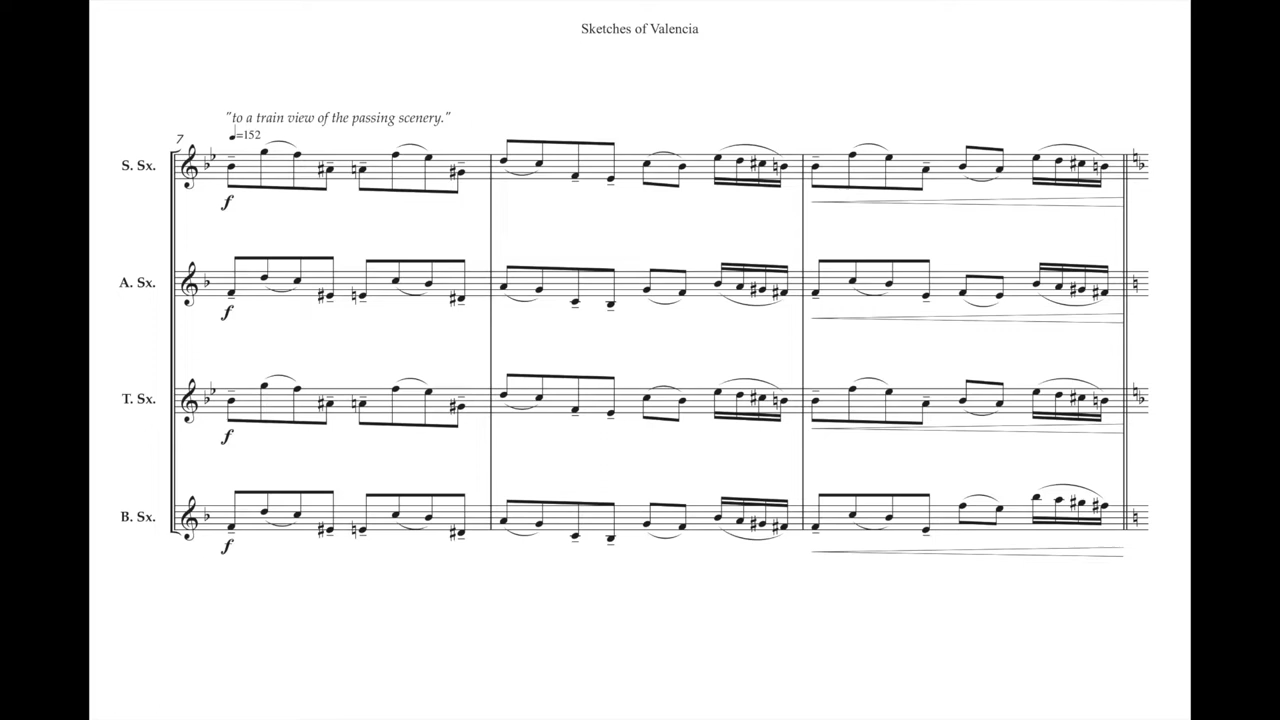 Sketches of Valencia
"to a train view of the passing scenery."
7
=152
S. Sx.
f
A. Sx.
f
T. Sx.
f
B. Sx.
f